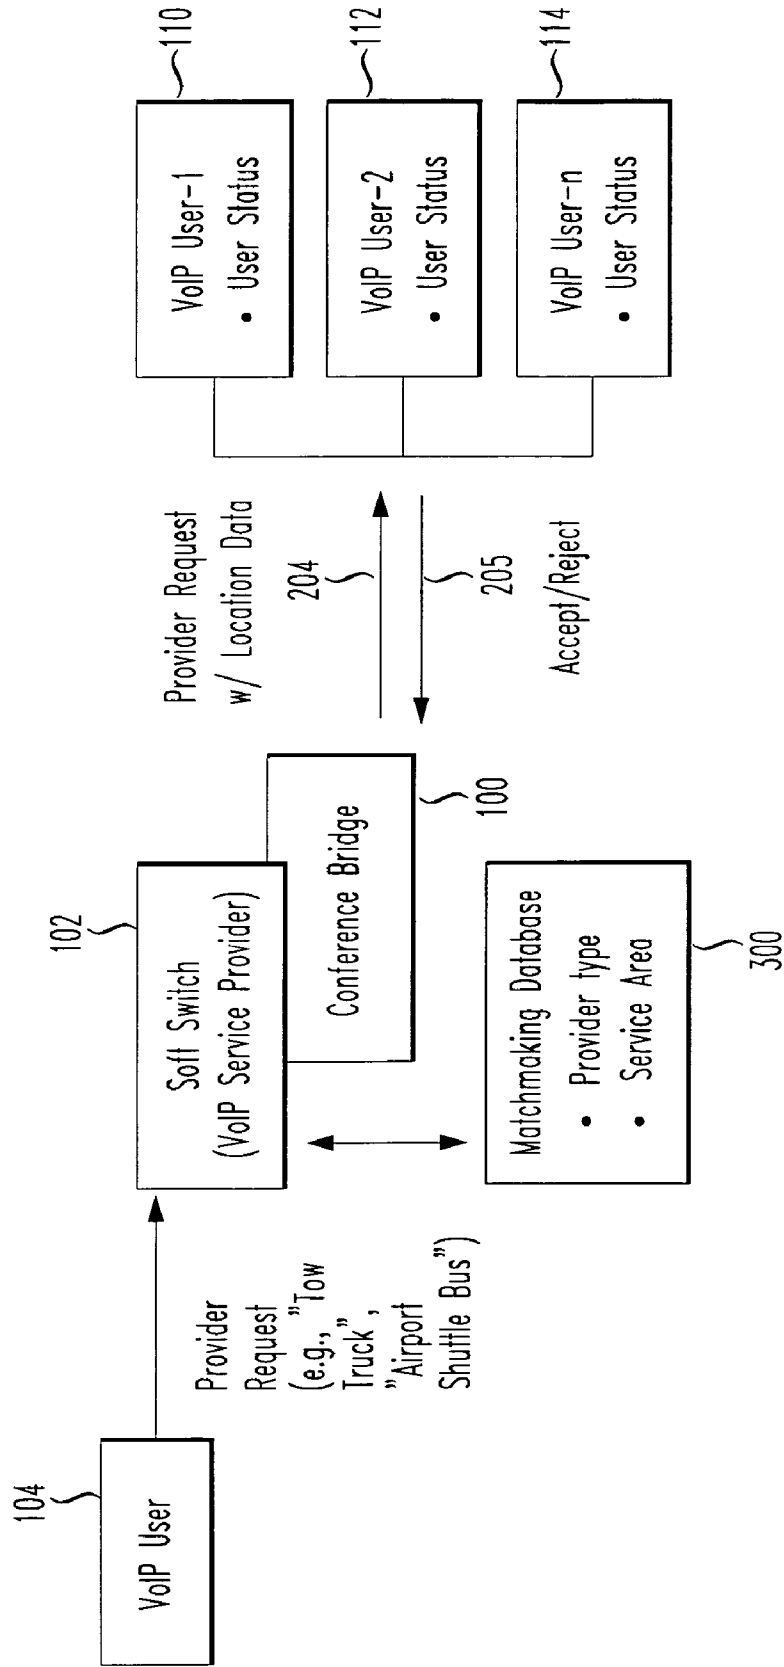 104
VoIP User
Provider
Request
(e.g., "Tow
Truck",
"Airport
Shuttle Bus")
102
Soft Switch
(VoIP Service Provider)
Conference Bridge
100
Matchmaking Database
• Provider type
• Service Area
300
Provider Request
w/ Location Data
204
205
Accept/Reject
110
VoIP User-1
• User Status
112
VoIP User-2
• User Status
114
VoIP User-n
• User Status